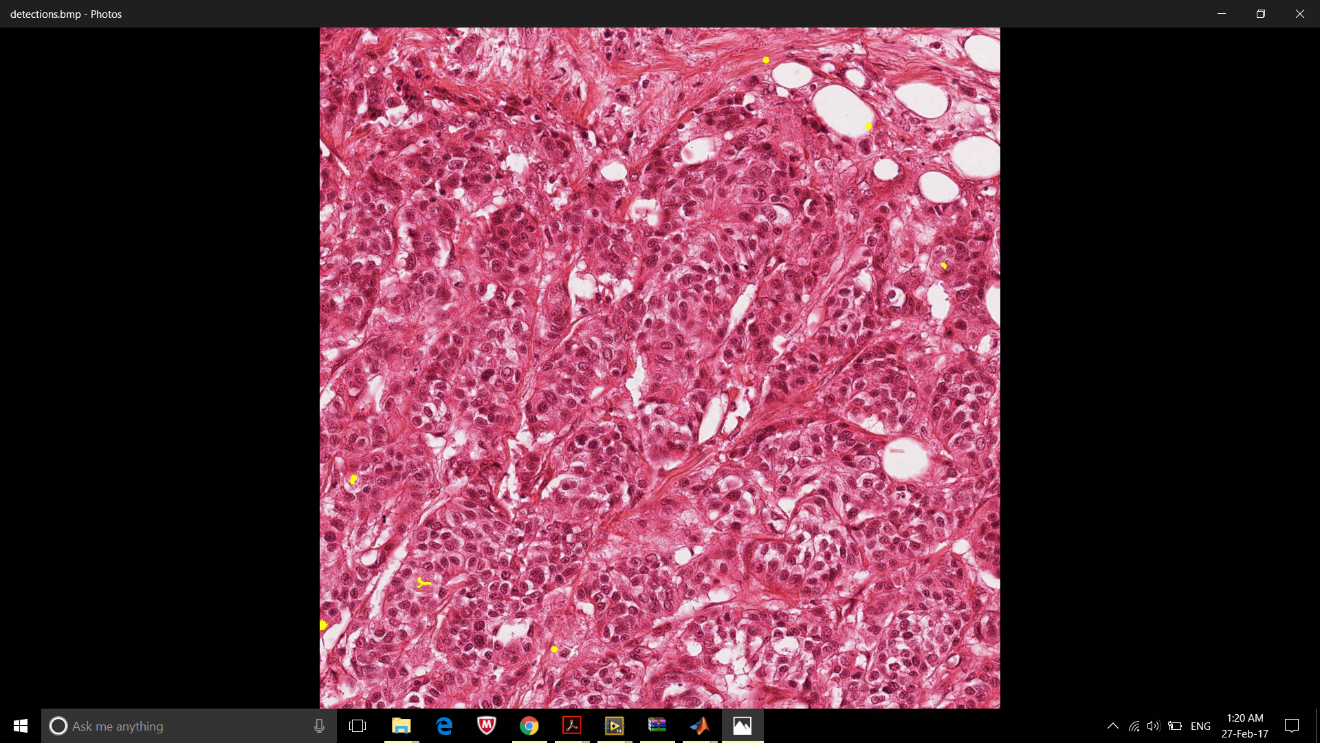 detections.bmp - Photos
Ask me anything
ENG
1:20 AM
27-Feb-17